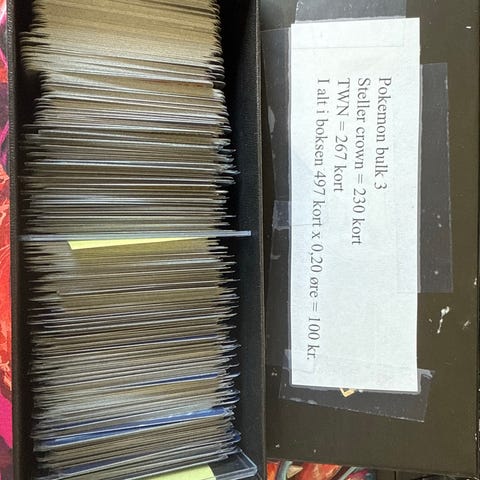 Pokemon bulk 3
Steller crown = 230 kort
TWN = 267 kort
I alt i boksen 497 kort x 0,20 øre = 100 kr.